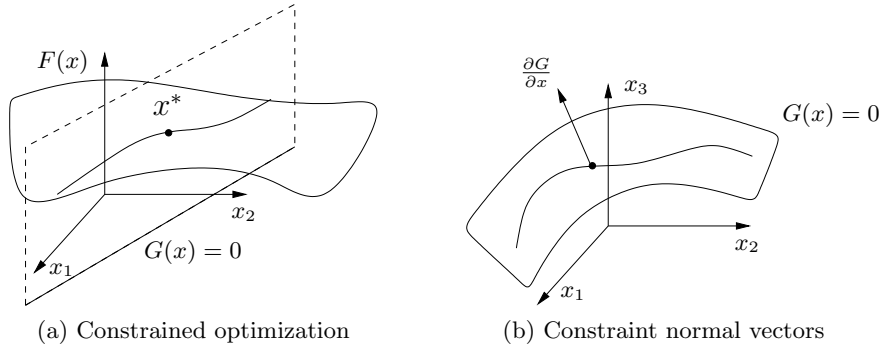 F(x)
x*
x₂
G(x) = 0
x₁
(a) Constrained optimization
∂G/∂x
x₃
G(x) = 0
x₂
x₁
(b) Constraint normal vectors